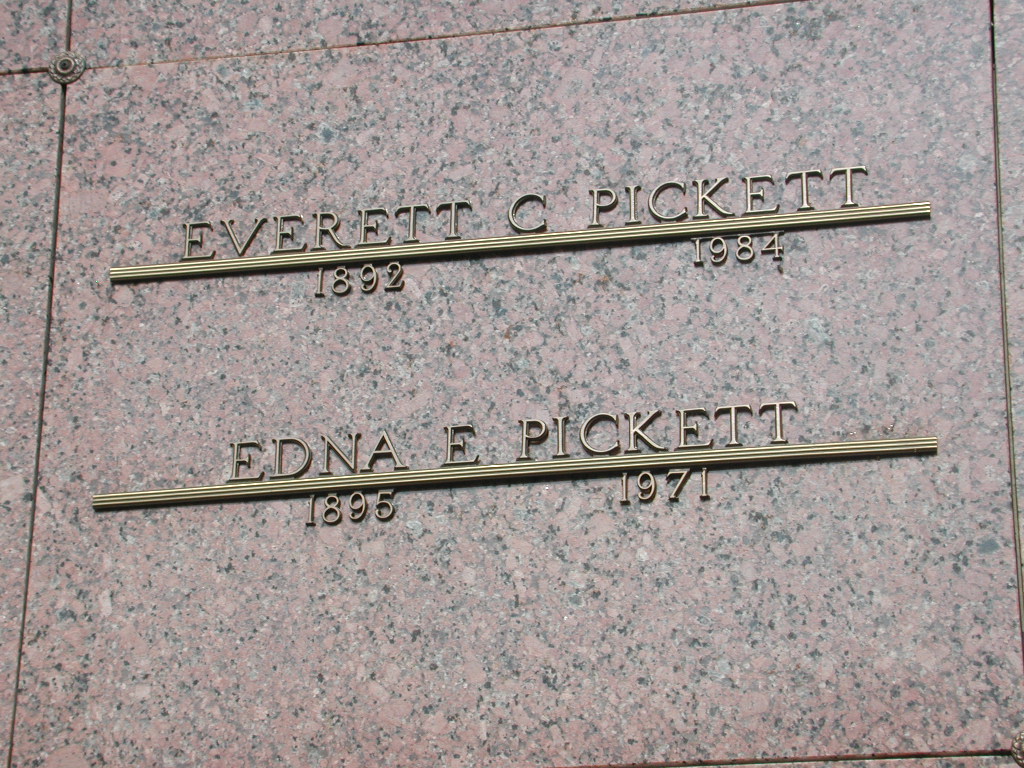 EVERETT C PICKETT
1892 1984
EDNA E PICKETT
1895 1971